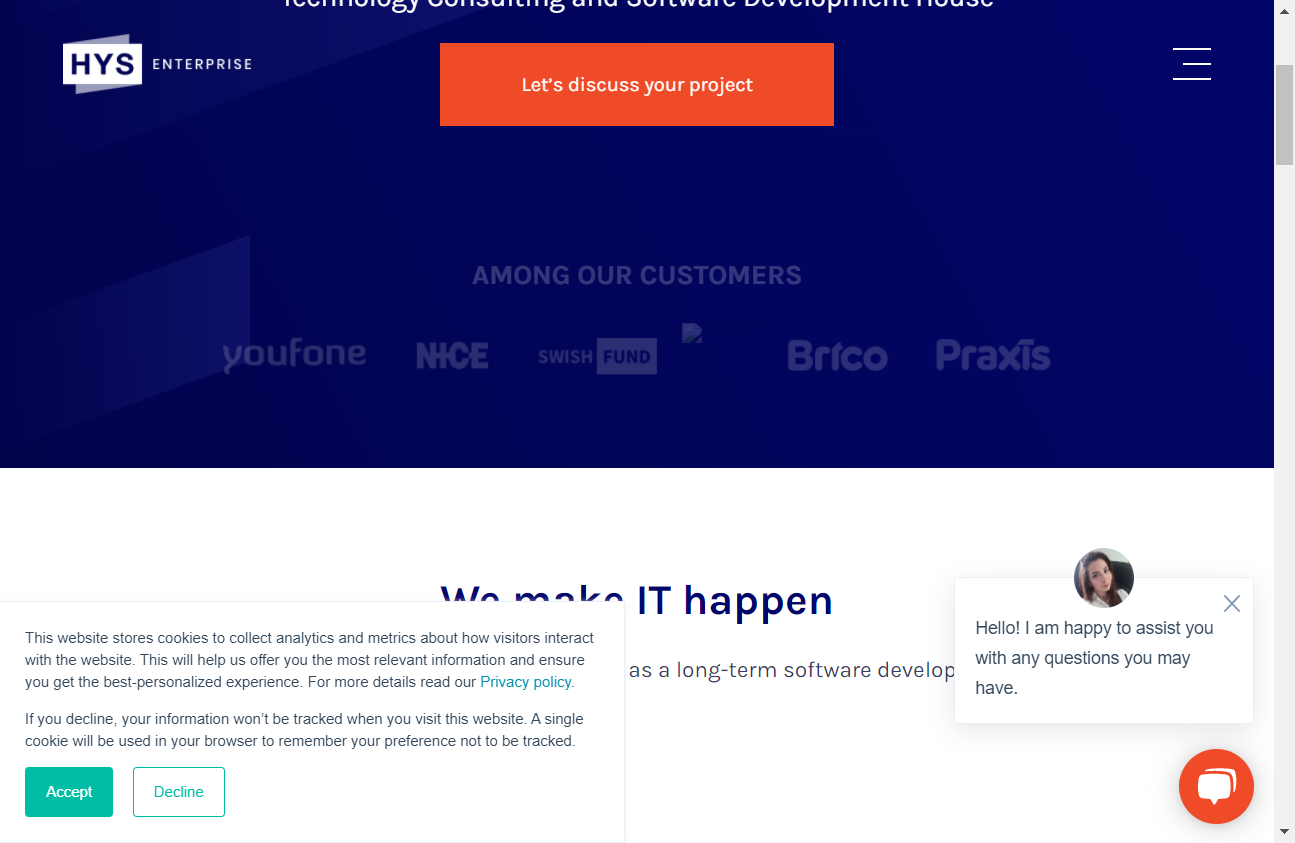 Technology Consulting and Software Development House
HYS ENTERPRISE
Let’s discuss your project
AMONG OUR CUSTOMERS
youfone NICE SWISH FUND Brico Praxis
We make IT happen
as a long-term software develop
This website stores cookies to collect analytics and metrics about how visitors interact
with the website. This will help us offer you the most relevant information and ensure
you get the best-personalized experience. For more details read our Privacy policy.
If you decline, your information won’t be tracked when you visit this website. A single
cookie will be used in your browser to remember your preference not to be tracked.
Accept Decline
Hello! I am happy to assist you
with any questions you may
have.